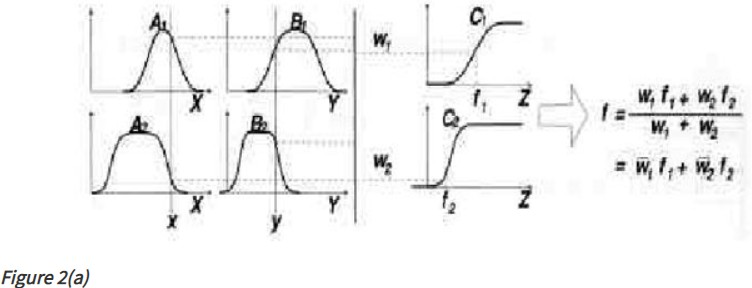 A₁ B₁ C₁
w₁
X Y f₁ Z
A₂ B₂ C₂
w₂
X Y f₂ Z
x y
f = w₁ f₁ + w₂ f₂ / w₁ + w₂
= w̅₁ f₁ + w̅₂ f₂
Figure 2(a)